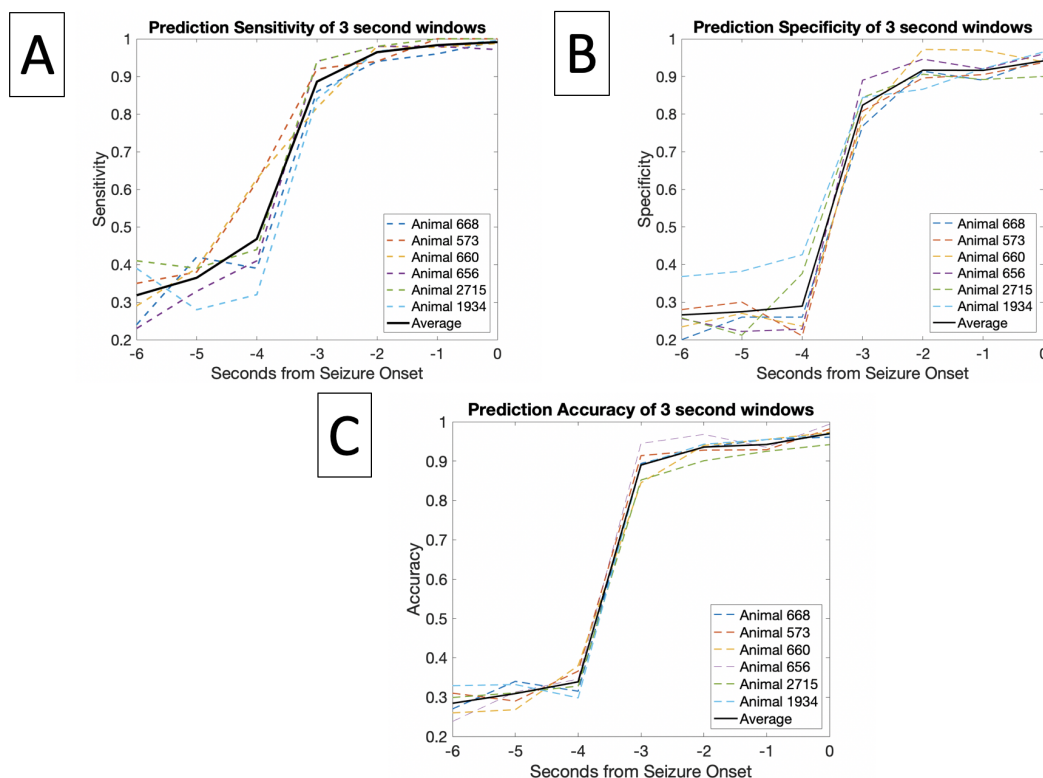 A
Prediction Sensitivity of 3 second windows
1
0.9
0.8
0.7
0.6
0.5
0.4
0.3
0.2
Sensitivity
-6 -5 -4 -3 -2 -1 0
Seconds from Seizure Onset
Animal 668
Animal 573
Animal 660
Animal 656
Animal 2715
Animal 1934
Average
B
Prediction Specificity of 3 second windows
1
0.9
0.8
0.7
0.6
0.5
0.4
0.3
0.2
Specificity
-6 -5 -4 -3 -2 -1 0
Seconds from Seizure Onset
Animal 668
Animal 573
Animal 660
Animal 656
Animal 2715
Animal 1934
Average
C
Prediction Accuracy of 3 second windows
1
0.9
0.8
0.7
0.6
0.5
0.4
0.3
0.2
Accuracy
-6 -5 -4 -3 -2 -1 0
Seconds from Seizure Onset
Animal 668
Animal 573
Animal 660
Animal 656
Animal 2715
Animal 1934
Average